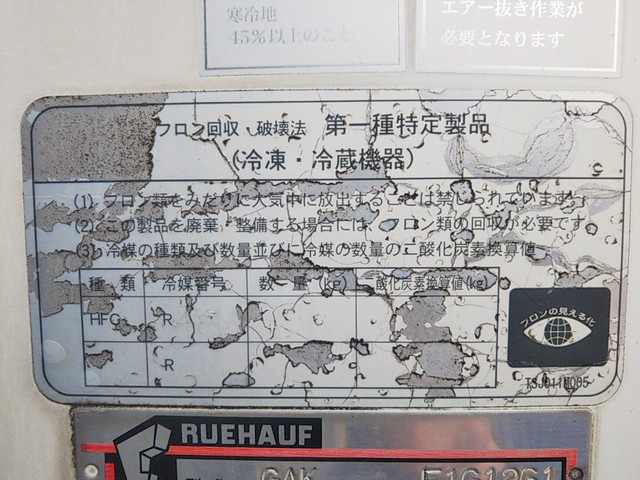 寒冷地
45%以上のこと
エアー抜き作業が
必要となります
フロン回収・破壊法 第一種特定製品
(冷凍・冷蔵機器)
(1) フロン類をみだりに大気中に放出することは禁じられています。
(2) この製品を廃棄・整備する場合には、フロン類の回収が必要です
(3) 冷媒の種類及び数量並びに冷媒の数量の二酸化炭素換算値
種 類 冷媒番号 数 量 (kg) 酸化炭素換算値(kg)
HFC R
R
フロンの見える化
TSJ011M005
RUEHAUF
GAK F1G1261